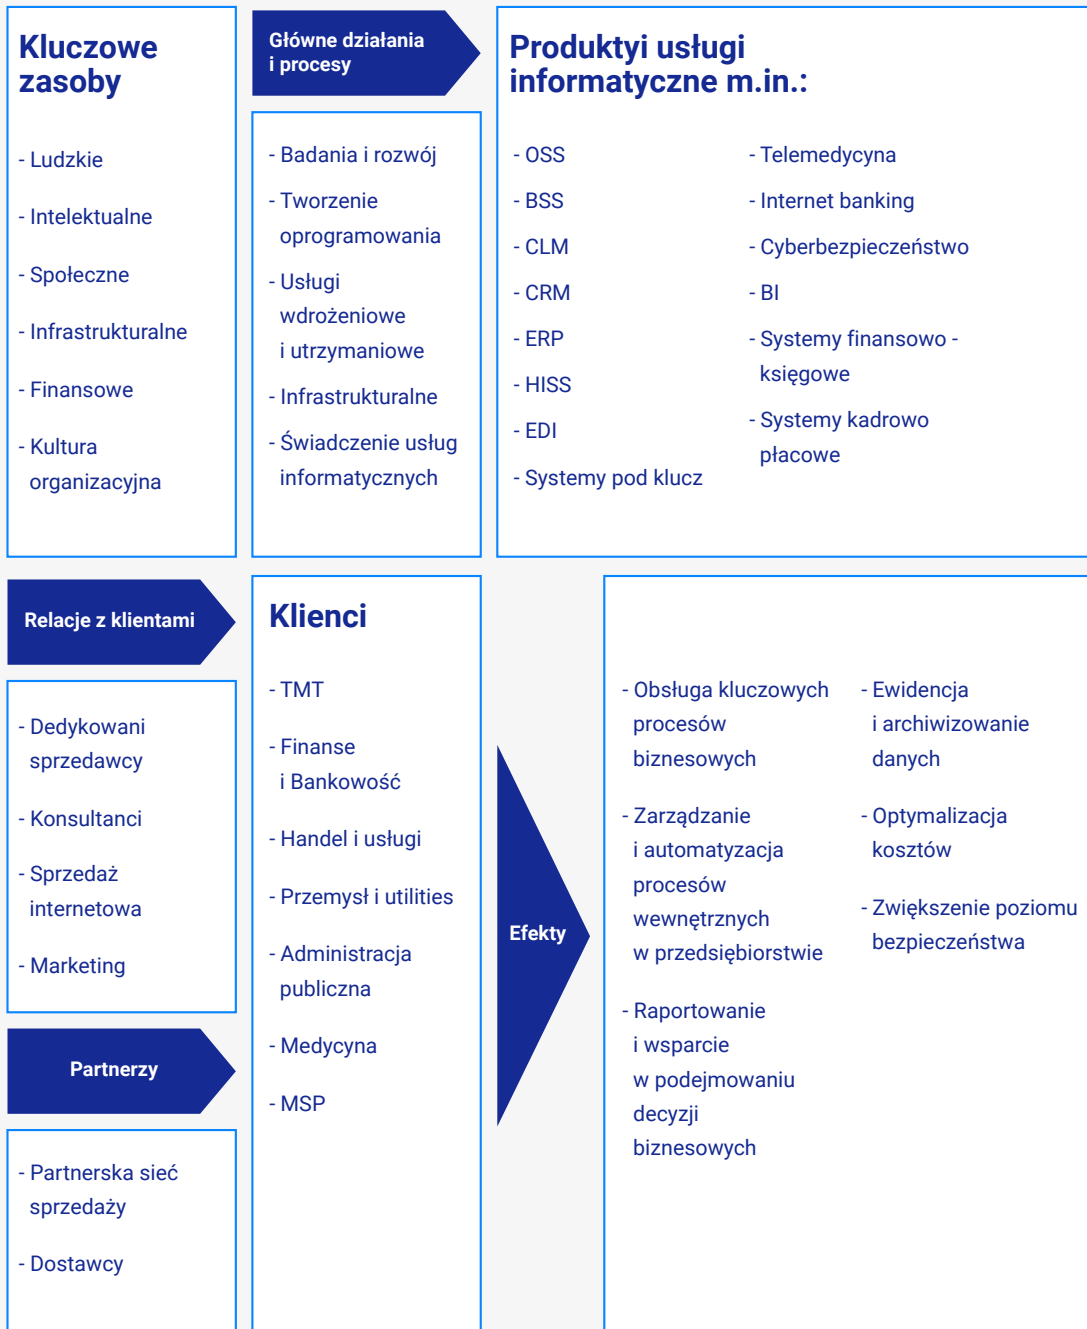 Kluczowe
zasoby
- Ludzkie
- Intelektualne
- Społeczne
- Infrastrukturalne
- Finansowe
- Kultura
organizacyjna
Główne działania
i procesy
- Badania i rozwój
- Tworzenie
oprogramowania
- Usługi
wdrożeniowe
i utrzymaniowe
- Infrastrukturalne
- Świadczenie usług
informatycznych
Produktyi usługi
informatyczne m.in.:
- OSS
- BSS
- CLM
- CRM
- ERP
- HISS
- EDI
- Systemy pod klucz
- Telemedycyna
- Internet banking
- Cyberbezpieczeństwo
- BI
- Systemy finansowo -
księgowe
- Systemy kadrowo
płacowe
Relacje z klientami
- Dedykowani
sprzedawcy
- Konsultanci
- Sprzedaż
internetowa
- Marketing
Partnerzy
- Partnerska sieć
sprzedaży
- Dostawcy
Klienci
- TMT
- Finanse
i Bankowość
- Handel i usługi
- Przemysł i utilities
- Administracja
publiczna
- Medycyna
- MSP
Efekty
- Obsługa kluczowych
procesów
biznesowych
- Zarządzanie
i automatyzacja
procesów
wewnętrznych
w przedsiębiorstwie
- Raportowanie
i wsparcie
w podejmowaniu
decyzji
biznesowych
- Ewidencja
i archiwizowanie
danych
- Optymalizacja
kosztów
- Zwiększenie poziomu
bezpieczeństwa